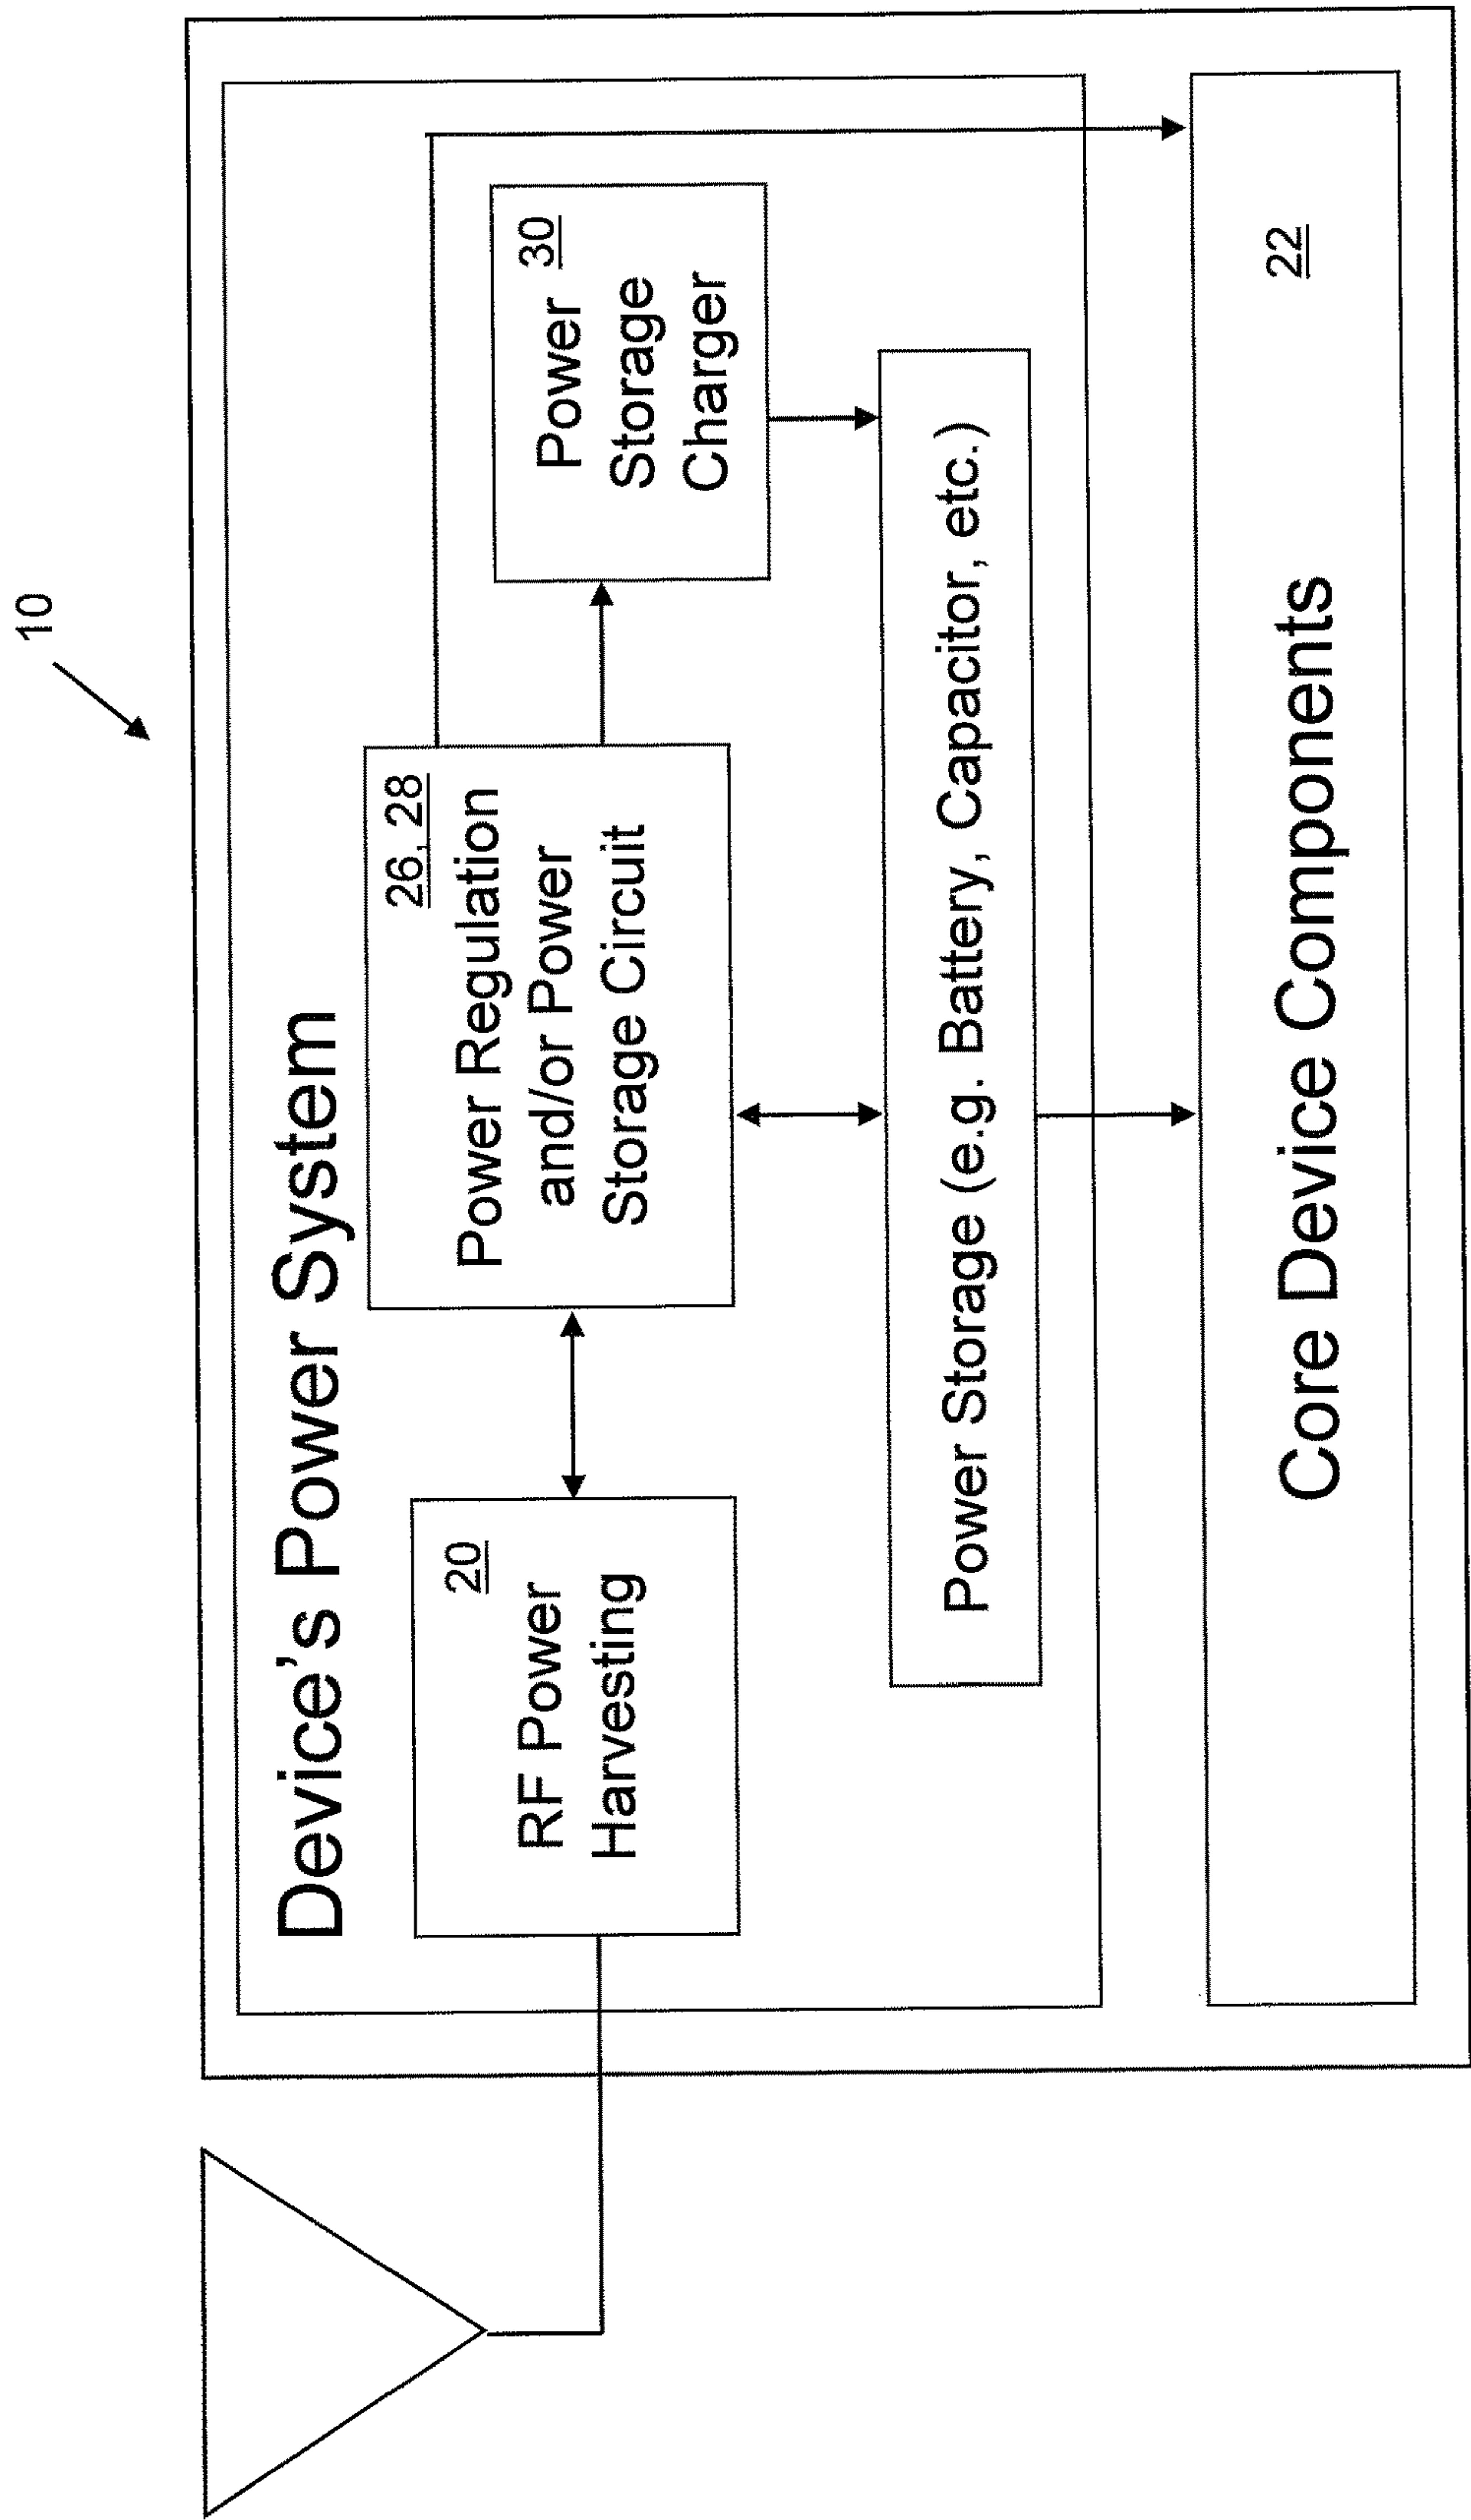 10
Device's Power System
20
RF Power
Harvesting
26, 28
Power Regulation
and/or Power
Storage Circuit
30
Power
Storage
Charger
Power Storage (e.g. Battery, Capacitor, etc.)
22
Core Device Components